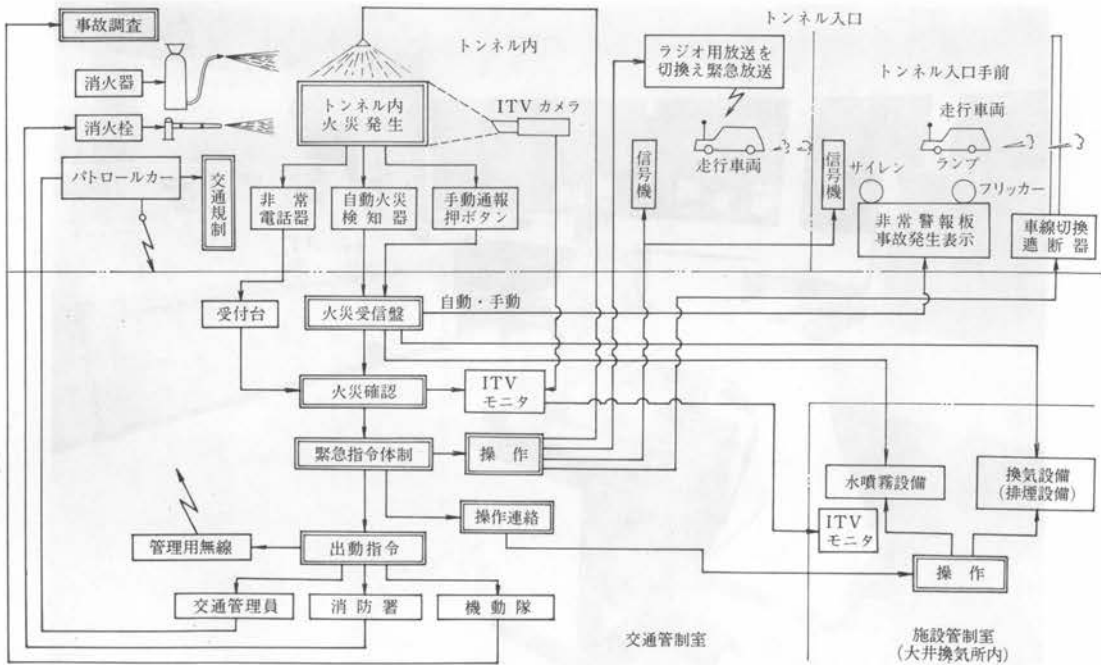 事故調査
トンネル内
トンネル入口
消火器
消火栓
トンネル内
火災発生
ITVカメラ
ラジオ用放送を
切換え緊急放送
走行車両
信号機
トンネル入口手前
走行車両
ランプ
サイレン
フリッカー
信号機
非常警報板
事故発生表示
車線切換
遮断器
パトロールカー
交通規制
非常
電話器
自動火災
検知器
手動通報
押ボタン
受付台
火災受信盤
自動・手動
火災確認
ITV
モニタ
緊急指令体制
操作
操作連絡
管理用無線
出動指令
交通管理員
消防署
機動隊
交通管制室
水噴霧設備
換気設備
(排煙設備)
ITV
モニタ
操作
施設管制室
(大井換気所内)